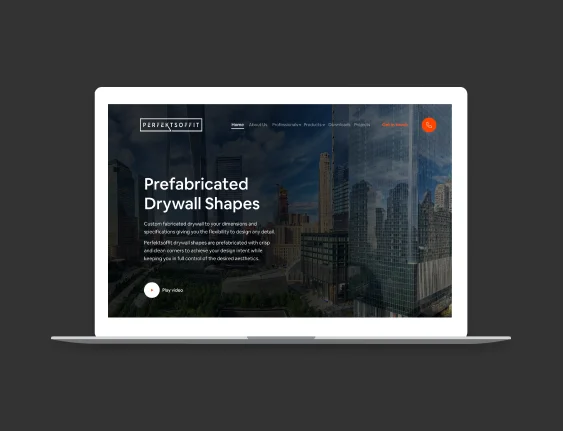 PERFEKTSOFFIT
Home About Us Professionals Products Downloads Projects
Prefabricated
Drywall Shapes
Custom fabricated drywall to your dimensions and
specifications giving you the flexibility to design any detail.
Perfektsoffit drywall shapes are prefabricated with crisp
and clean corners to achieve your design intent while
keeping you in full control of the desired aesthetics.
Play video